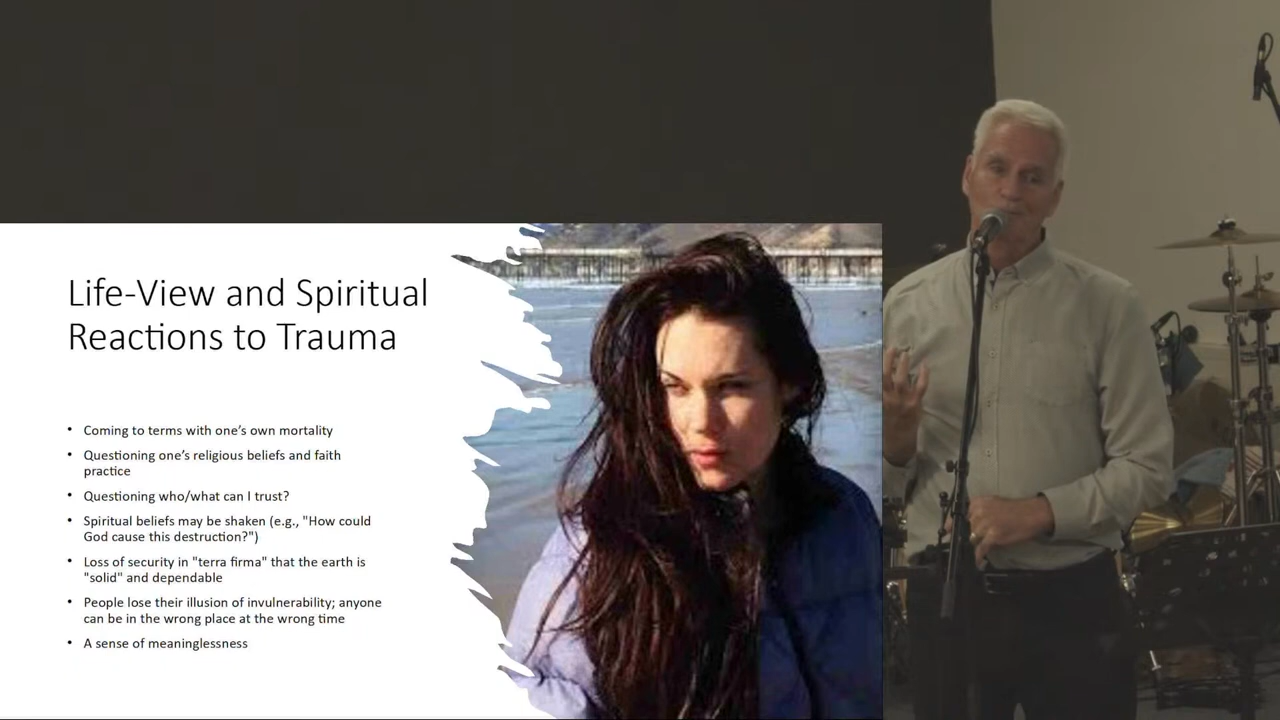 Life-View and Spiritual
Reactions to Trauma
• Coming to terms with one’s own mortality
• Questioning one’s religious beliefs and faith
practice
• Questioning who/what can I trust?
• Spiritual beliefs may be shaken (e.g., "How could
God cause this destruction?")
• Loss of security in "terra firma" that the earth is
"solid" and dependable
• People lose their illusion of invulnerability; anyone
can be in the wrong place at the wrong time
• A sense of meaninglessness